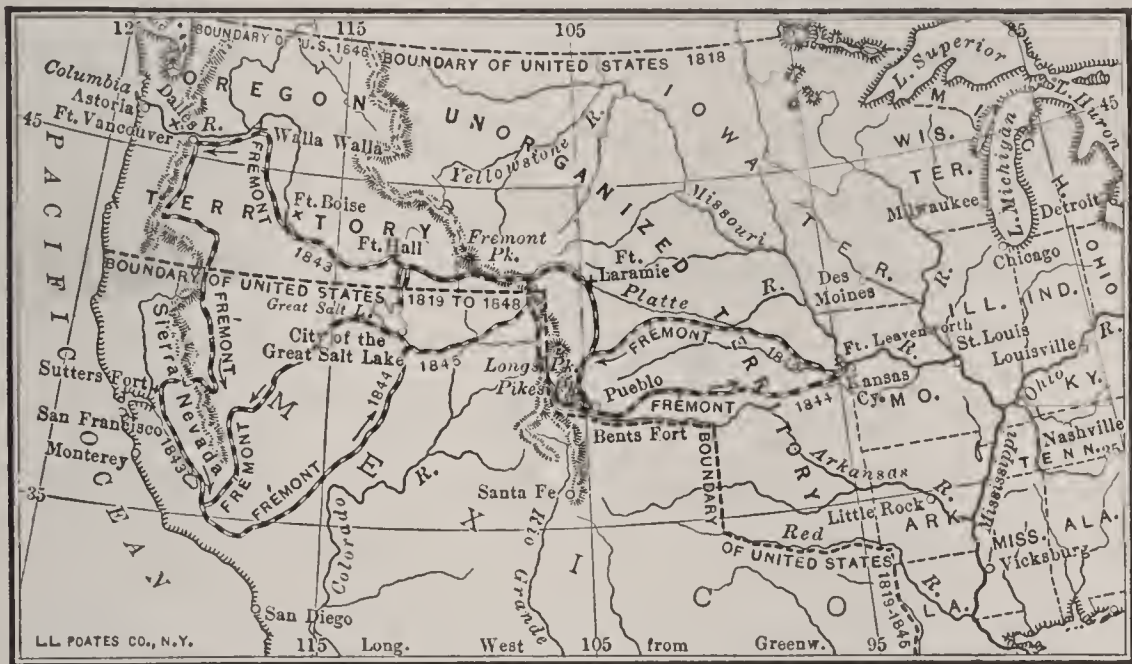 12
115
105
BOUNDARY OF U.S. 1646
BOUNDARY OF UNITED STATES 1818
L. Superior
L. Huron
45
Columbia
Astoria
Dalles
R.
Ft. Vancouver
45
OREGON
TERRITORY
Walla Walla
FREMONT
Ft. Boise
1843
Ft. Hall
Yellowstone
R.
UNORGANIZED
TERRITORY
IOWA
TER.
Missouri
R.
WIS.
TER.
MICH.
L. Michigan
Milwaukee
Detroit
Chicago
OHIO
Fremont
Pk.
Ft.
Laramie
Platte
R.
Des
Moines
ILL.
IND.
BOUNDARY OF UNITED STATES
1819 TO 1848
Great Salt L.
City of the
Great Salt Lake
1845
1844
Longs Pk.
Pikes
Pueblo
FREMONT
18
FREMONT
1844
Bents Fort
Ft. Leavenworth
R.
St. Louis
Kansas
Cy.
MO.
Louisville
R.
Ohio
KY.
Nashville
TENN.
35
Sierra
Nevada
FREMONT
Sutters Fort
San Francisco
Monterey
1843
FREMONT
FREMONT
35
PACIFIC
OCEAN
MEXICO
Colorado
R.
Santa Fe
Rio
Grande
BOUNDARY
OF UNITED STATES
1819-1846
Arkansas
R.
Little Rock
ARK
Mississippi
MISS.
ALA.
Vicksburg
Red
R.
LA.
San Diego
L.L. POATES CO., N.Y.
115
Long.
West
105
from
Greenw.
95